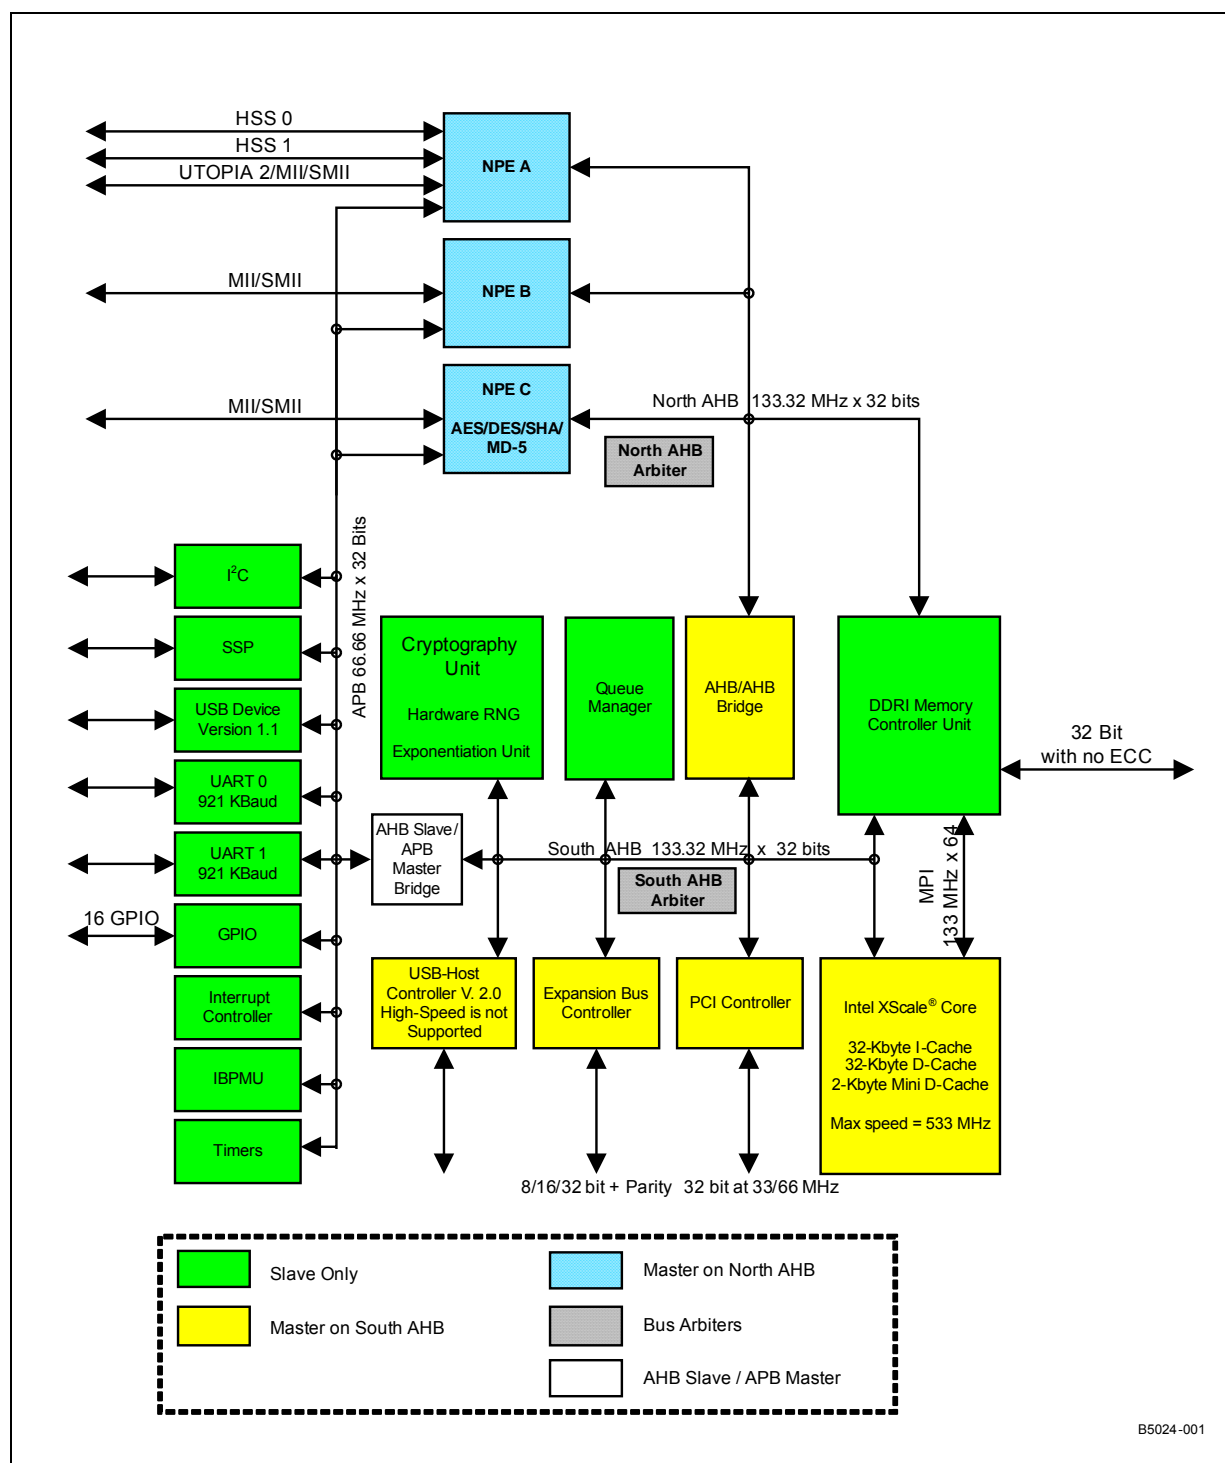 HSS 0
HSS 1
UTOPIA 2/MII/SMII
NPE A
MII/SMII
NPE B
MII/SMII
NPE C
AES/DES/SHA/
MD-5
North AHB 133.32 MHz x 32 bits
North AHB
Arbiter
APB 66.66 MHz x 32 Bits
I²C
SSP
USB Device
Version 1.1
UART 0
921 KBaud
UART 1
921 KBaud
16 GPIO
GPIO
Interrupt
Controller
IBPMU
Timers
Cryptography
Unit
Hardware RNG
Exponentiation Unit
Queue
Manager
AHB/AHB
Bridge
DDRI Memory
Controller Unit
32 Bit
with no ECC
AHB Slave/
APB
Master
Bridge
South AHB 133.32 MHz x 32 bits
South AHB
Arbiter
MPI
133 MHz x 64
USB-Host
Controller V. 2.0
High-Speed is not
Supported
Expansion Bus
Controller
PCI Controller
Intel XScale® Core
32-Kbyte I-Cache
32-Kbyte D-Cache
2-Kbyte Mini D-Cache
Max speed = 533 MHz
8/16/32 bit + Parity
32 bit at 33/66 MHz
Slave Only
Master on South AHB
Master on North AHB
Bus Arbiters
AHB Slave / APB Master
B5024-001